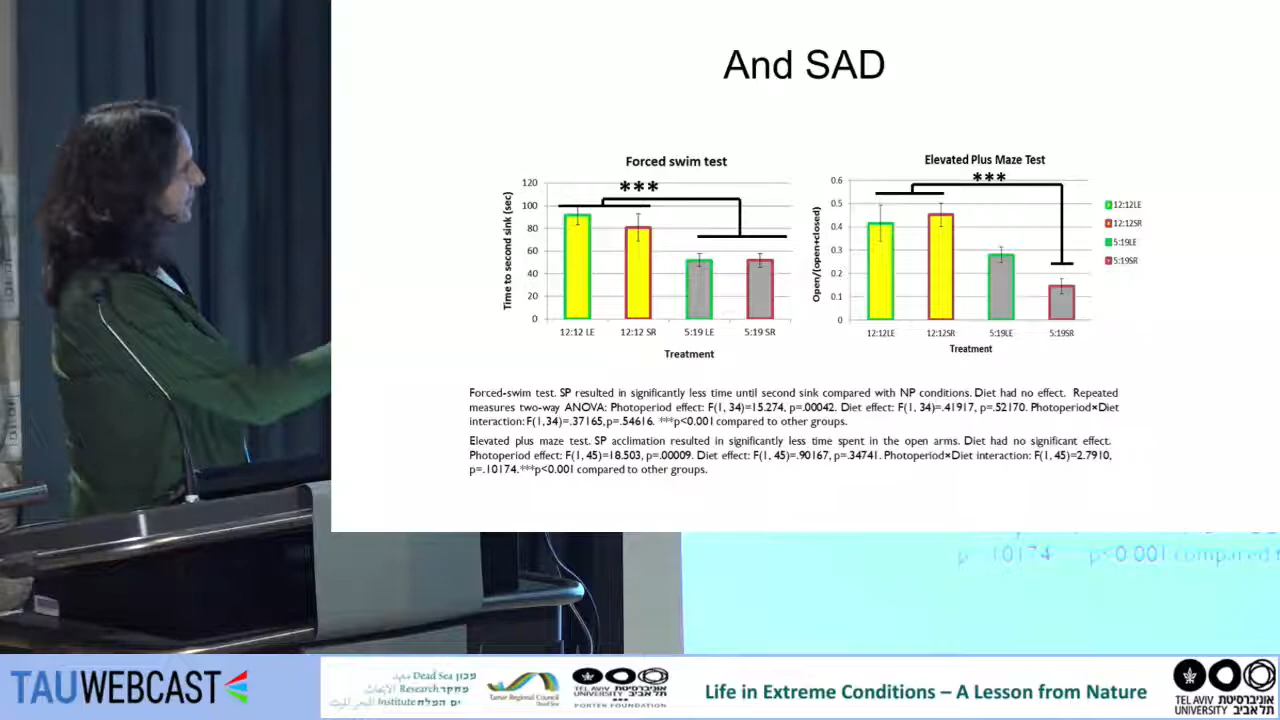 And SAD
Forced swim test
Time to second sink (sec)
120
100
80
60
40
20
0
***
12:12 LE
12:12 SR
5:19 LE
5:19 SR
Treatment
Elevated Plus Maze Test
Open/(open+closed)
0.6
0.5
0.4
0.3
0.2
0.1
0
***
12:12LE
12:12SR
5:19LE
5:19SR
Treatment
12:12LE
12:12SR
5:19LE
5:19SR
Forced-swim test. SP resulted in significantly less time until second sink compared with NP conditions. Diet had no effect. Repeated
measures two-way ANOVA: Photoperiod effect: F(1, 34)=15.274, p=.00042. Diet effect: F(1, 34)=.41917, p=.52170. Photoperiod×Diet
interaction: F(1,34)=.37165, p=.54616. ***p<0.001 compared to other groups.
Elevated plus maze test. SP acclimation resulted in significantly less time spent in the open arms. Diet had no significant effect.
Photoperiod effect: F(1, 45)=18.503, p=.00009. Diet effect: F(1, 45)=.90167, p=.34741. Photoperiod×Diet interaction: F(1, 45)=2.7910,
p=.10174.***p<0.001 compared to other groups.
p=.10174 p<0.001 compared
TAUWEBCAST
Dead Sea מכון
Research מחקר
Institute ים המלח
Tamar Regional Council
Dead Sea
TEL AVIV אוניברסיטת
UNIVERSITY תל אביב
PORTER FOUNDATION
Life in Extreme Conditions – A Lesson from Nature
TEL AVIV אוניברסיטת
UNIVERSITY תל אביב